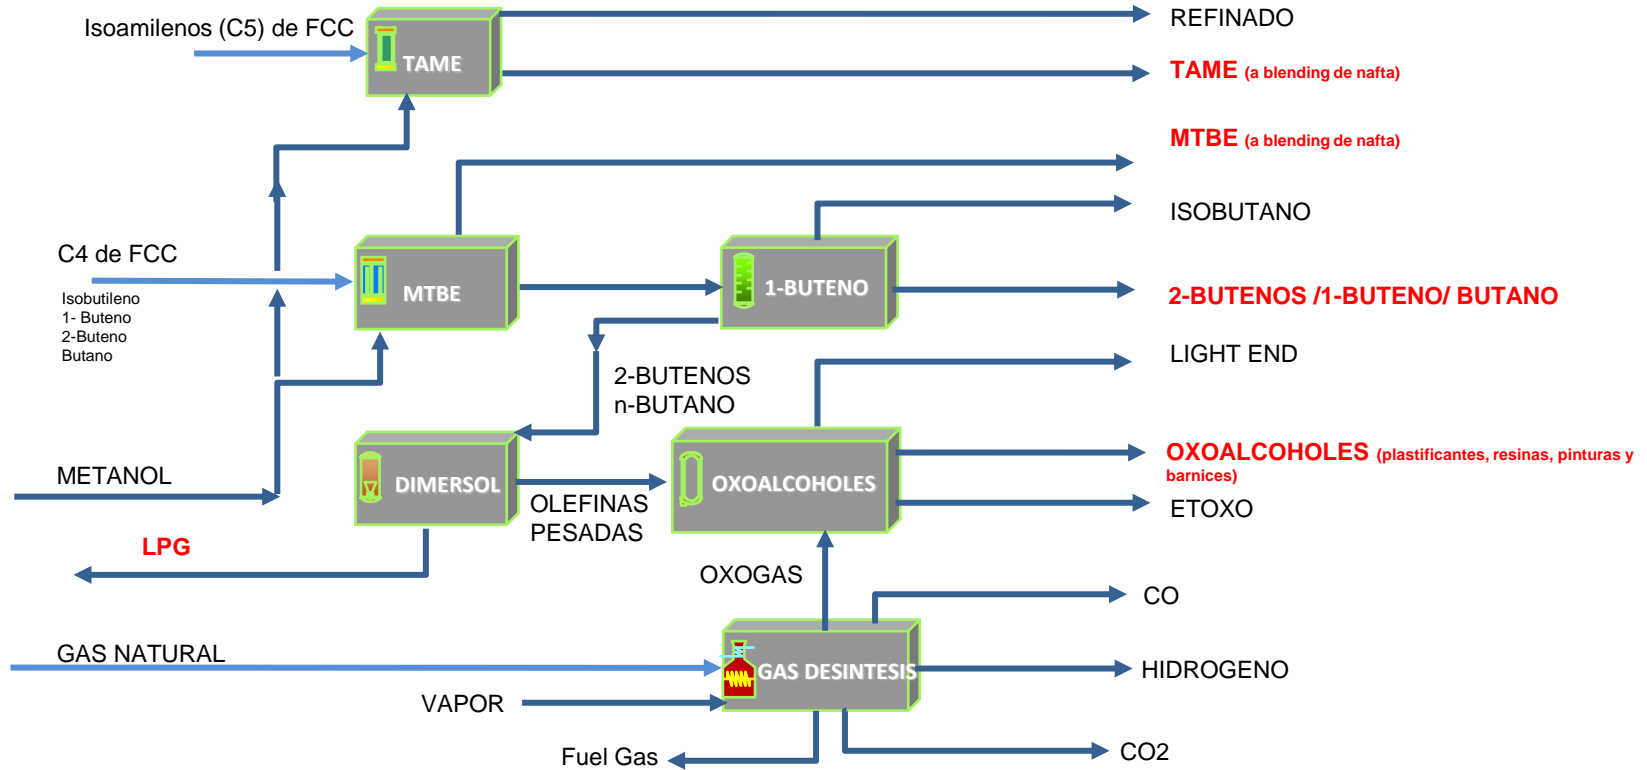 REFINADO
Isoamilenos (C5) de FCC
TAME
TAME (a blending de nafta)
MTBE (a blending de nafta)
ISOBUTANO
C4 de FCC
Isobutileno
1- Buteno
2-Buteno
Butano
MTBE
1-BUTENO
2-BUTENOS /1-BUTENO/ BUTANO
LIGHT END
2-BUTENOS
n-BUTANO
METANOL
DIMERSOL
OLEFINAS
PESADAS
OXOALCOHOLES
OXOALCOHOLES (plastificantes, resinas, pinturas y
barnices)
ETOXO
LPG
OXOGAS
CO
GAS NATURAL
GAS DESINTESIS
HIDROGENO
VAPOR
Fuel Gas
CO2